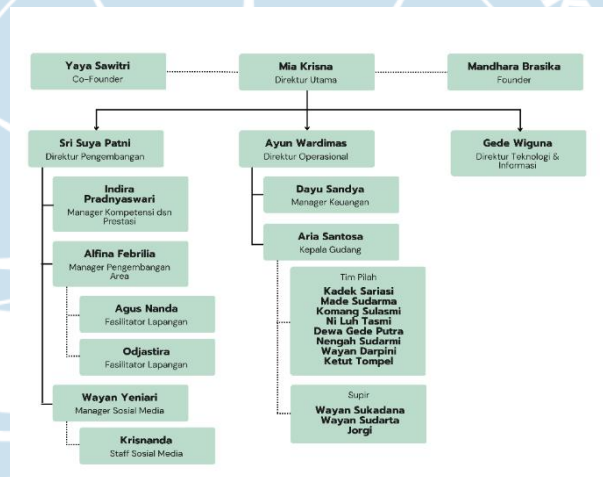 Yaya Sawitri
Co-Founder
Mia Krisna
Direktur Utama
Mandhara Brasika
Founder
Sri Suya Patni
Direktur Pengembangan
Ayun Wardimas
Direktur Operasional
Gede Wiguna
Direktur Teknologi &
Informasi
Indira
Pradnyaswari
Manager Kompetensi dsn
Prestasi
Alfina Febrilia
Manager Pengembangan
Area
Agus Nanda
Fasilitator Lapangan
Odjastira
Fasilitator Lapangan
Wayan Yeniari
Manager Sosial Media
Krisnanda
Staff Sosial Media
Dayu Sandya
Manager Keuangan
Aria Santosa
Kepala Gudang
Tim Pilah
Kadek Sariasi
Made Sudarma
Komang Sulasmi
Ni Luh Tasmi
Dewa Gede Putra
Nengah Sudarmi
Wayan Darpini
Ketut Tompel
Supir
Wayan Sukadana
Wayan Sudarta
Jorgi